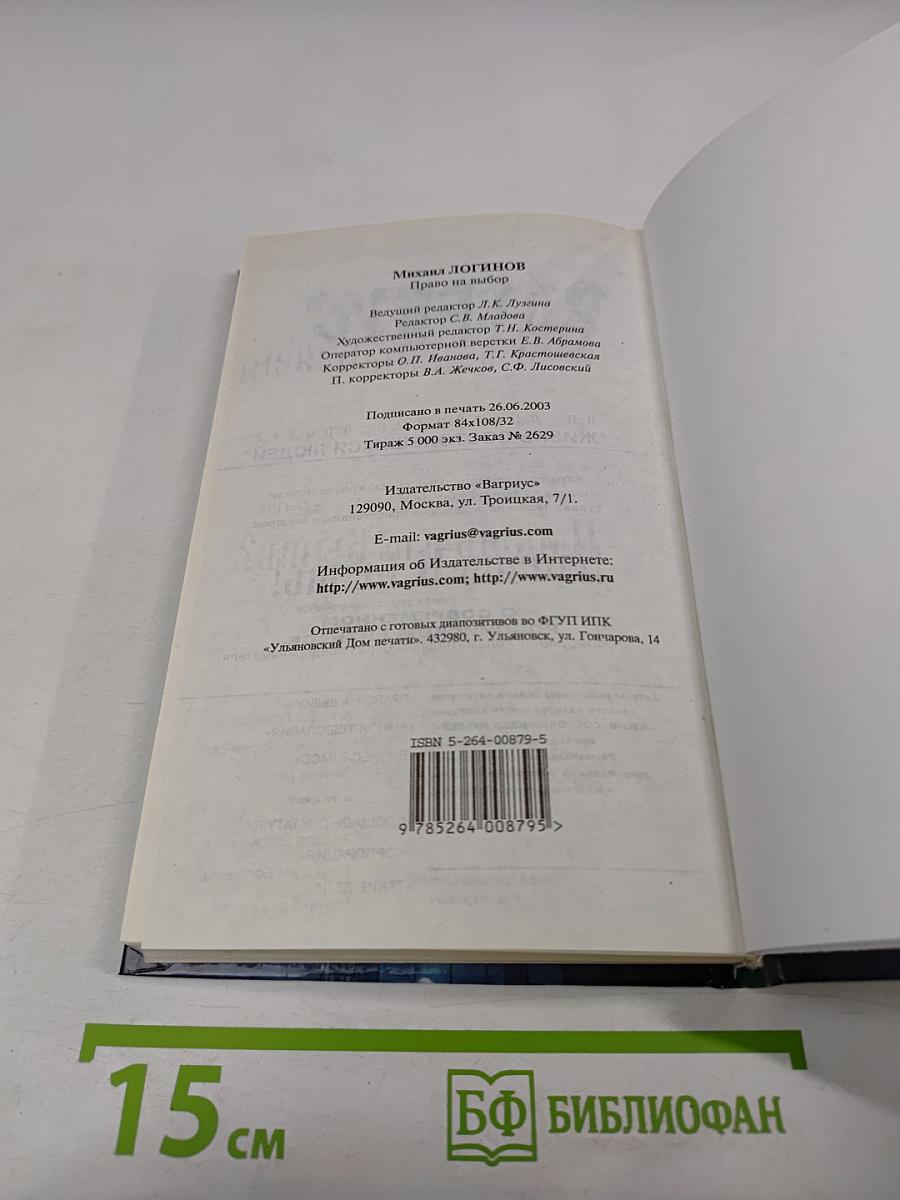 Михаил ЛОГИНОВ
Право на выбор
Ведущий редактор Л.К. Лузгина
Редактор С.В. Младова
Художественный редактор Т.Н. Костерина
Оператор компьютерной верстки Е.В. Абрамова
Корректоры О.П. Иванова, Т.Г. Крастошевская
П. корректоры В.А. Жечков, С.Ф. Лисовский
Подписано в печать 26.06.2003
Формат 84х108/32
Тираж 5 000 экз. Заказ № 2629
Издательство «Вагриус»
129090, Москва, ул. Троицкая, 7/1.
E-mail: vagrius@vagrius.com
Информация об Издательстве в Интернете:
http://www.vagrius.com; http://www.vagrius.ru
Отпечатано с готовых диапозитивов во ФГУП ИПК
«Ульяновский Дом печати». 432980, г. Ульяновск, ул. Гончарова, 14
ISBN 5-264-00879-5
9 785264 008795 >
15 см
БФ БИБЛИОФАН